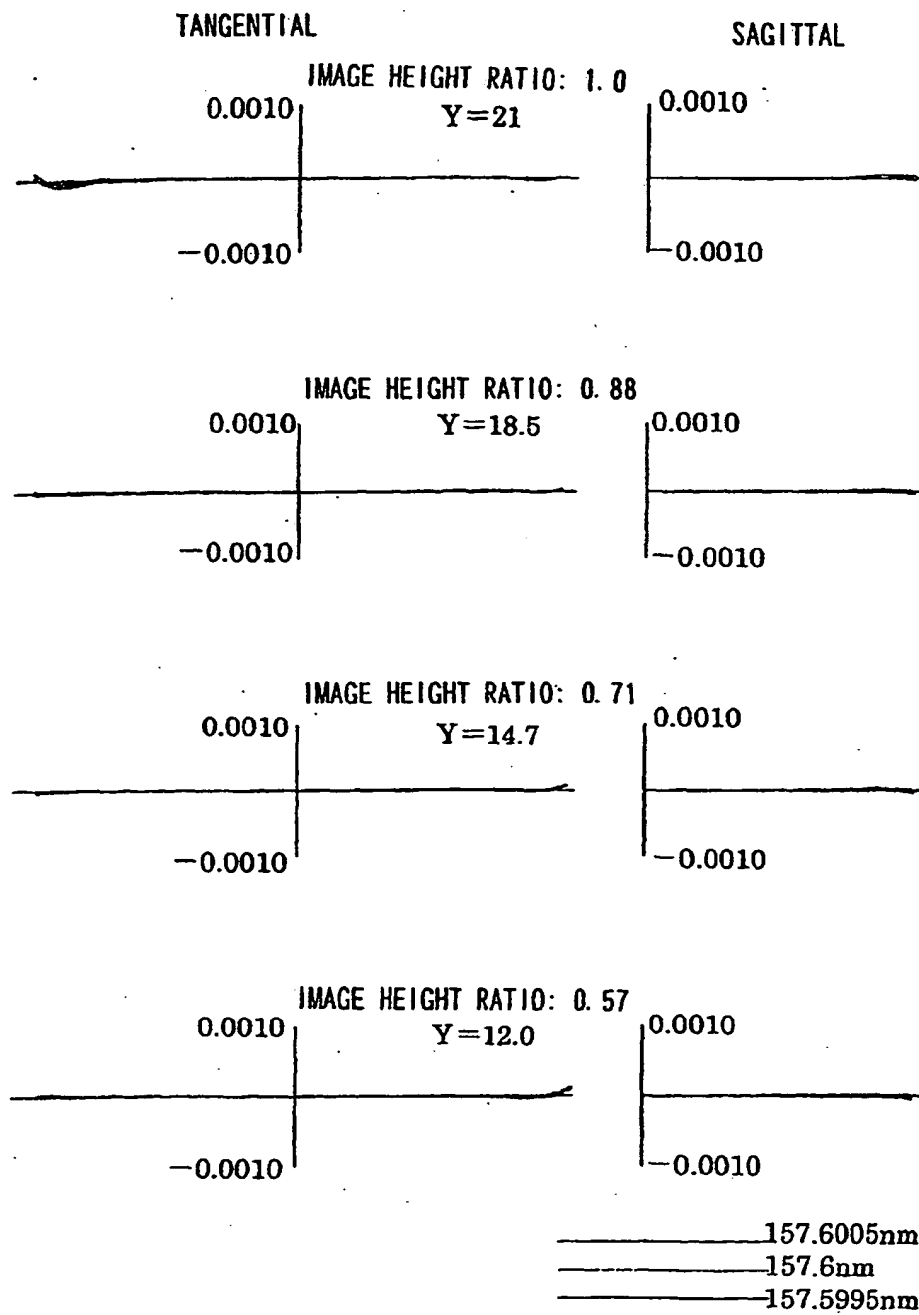 TANGENTIAL SAGITTAL
IMAGE HEIGHT RATIO: 1.0
0.0010 Y=21 0.0010
−0.0010 −0.0010
IMAGE HEIGHT RATIO: 0.88
0.0010 Y=18.5 0.0010
−0.0010 −0.0010
IMAGE HEIGHT RATIO: 0.71
0.0010 Y=14.7 0.0010
−0.0010 −0.0010
IMAGE HEIGHT RATIO: 0.57
0.0010 Y=12.0 0.0010
−0.0010 −0.0010
157.6005nm
157.6nm
157.5995nm